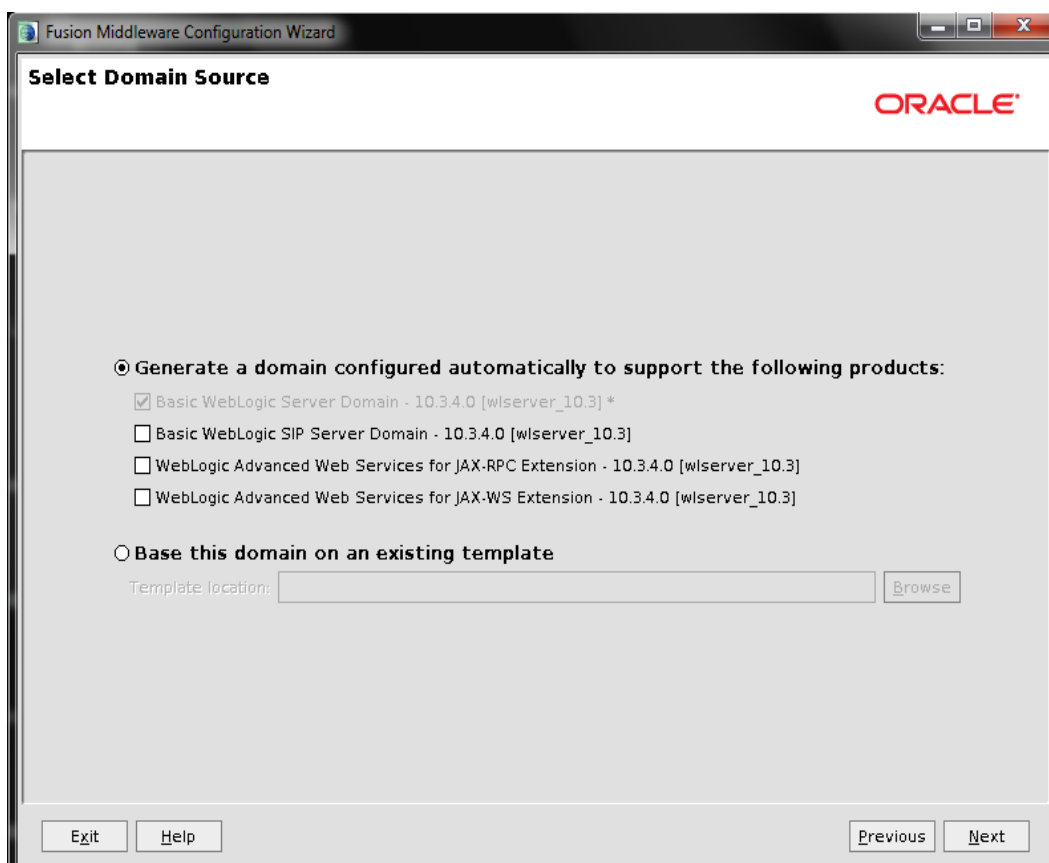 Fusion Middleware Configuration Wizard
Select Domain Source
ORACLE
Generate a domain configured automatically to support the following products:
Basic WebLogic Server Domain - 10.3.4.0 [wlserver_10.3] *
Basic WebLogic SIP Server Domain - 10.3.4.0 [wlserver_10.3]
WebLogic Advanced Web Services for JAX-RPC Extension - 10.3.4.0 [wlserver_10.3]
WebLogic Advanced Web Services for JAX-WS Extension - 10.3.4.0 [wlserver_10.3]
Base this domain on an existing template
Template location: Browse
Exit Help Previous Next